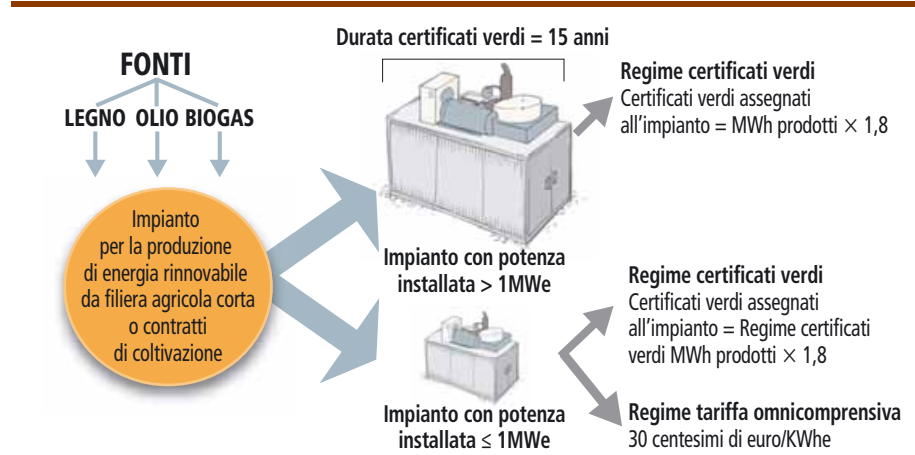 Durata certificati verdi = 15 anni
FONTI
LEGNO OLIO BIOGAS
Impianto
per la produzione
di energia rinnovabile
da filiera agricola corta
o contratti
di coltivazione
Impianto con potenza
installata > 1MWe
Regime certificati verdi
Certificati verdi assegnati
all'impianto = MWh prodotti × 1,8
Impianto con potenza
installata ≤ 1MWe
Regime certificati verdi
Certificati verdi assegnati
all'impianto = Regime certificati
verdi MWh prodotti × 1,8
Regime tariffa omnicomprensiva
30 centesimi di euro/KWhe